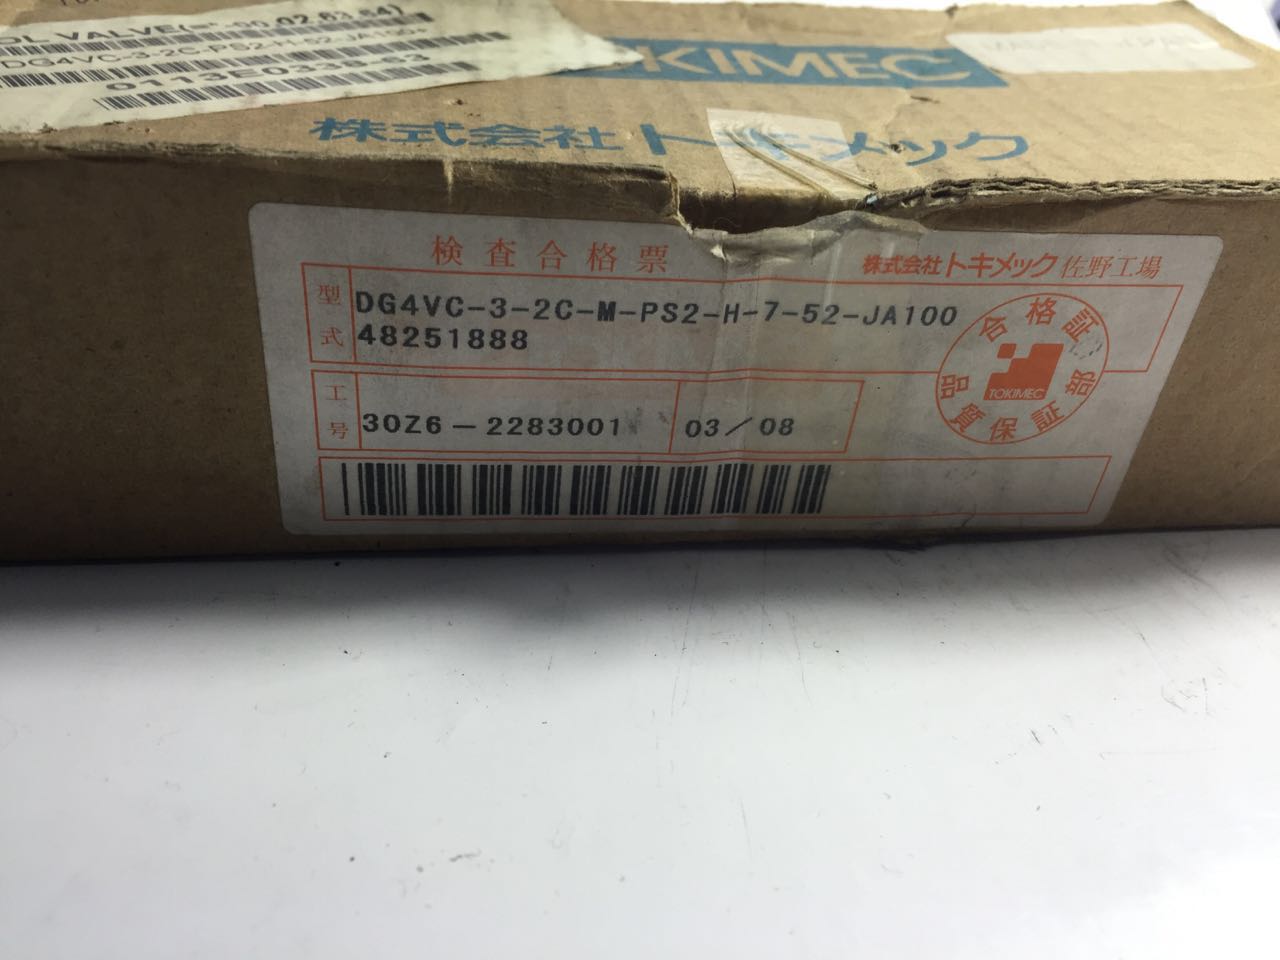 DG4VC-3-2C-PS2-H-52-JA100
TOKIMEC
株式会社 トキメック
検査合格票
株式会社トキメック 佐野工場
型式
DG4VC-3-2C-M-PS2-H-7-52-JA100
48251888
工号
30Z6-2283001
03/08
合格証
品質保証部
TOKIMEC